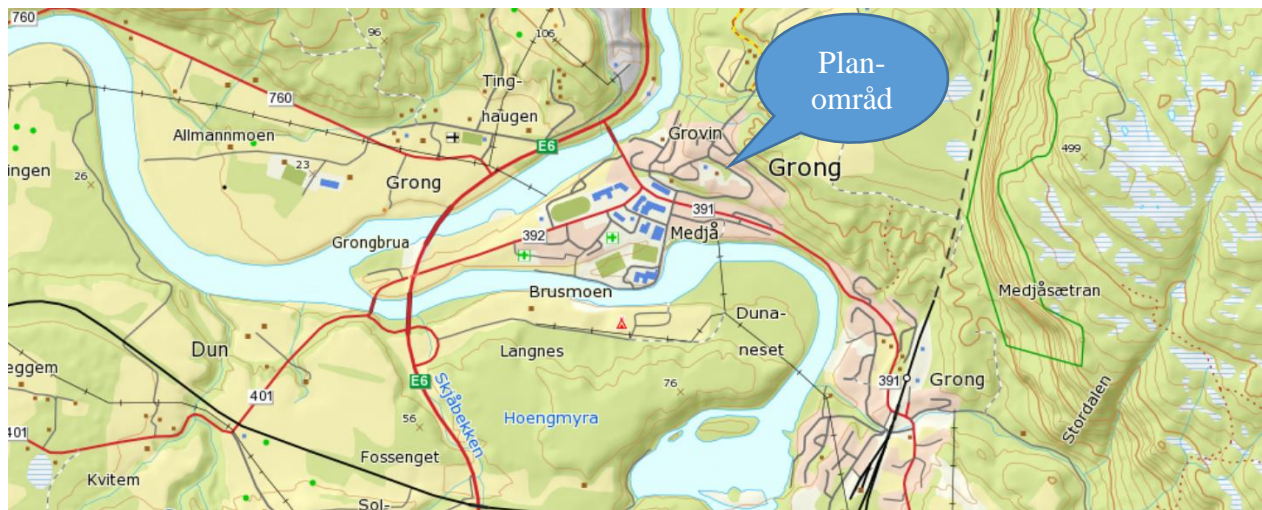 760
96
106
Ting-
haugen
Plan-
områd
760
Allmannmoen
E6
Grovin
Grong
499
ingen
26
23
Grong
391
392
Medjå
Grongbrua
Brusmoen
Medjåsætran
Duna-
neset
Dun
Langnes
eggem
E6
76
391
Grong
401
Skjåbekken
Hoengmyra
Stordalen
56
401
Fossenget
Kvitem
Sol-